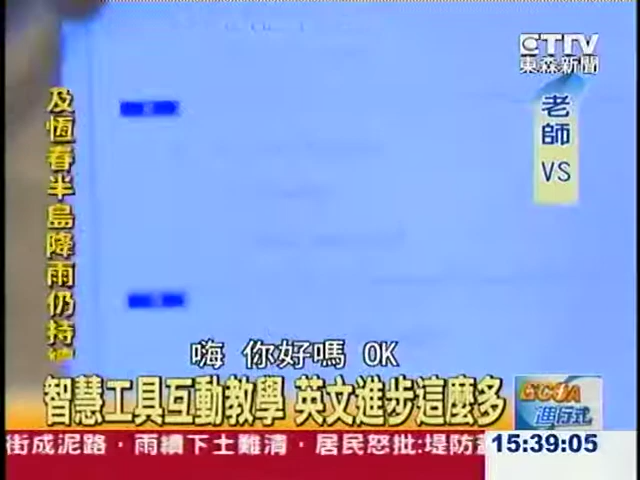 ETTV
東森新聞
老師 VS
及恆春半島降雨仍持續
嗨 你好嗎 OK
智慧工具互動教學 英文進步這麼多
進行式
街成泥路．雨續下土難清．居民怒批:堤防
15:39:05